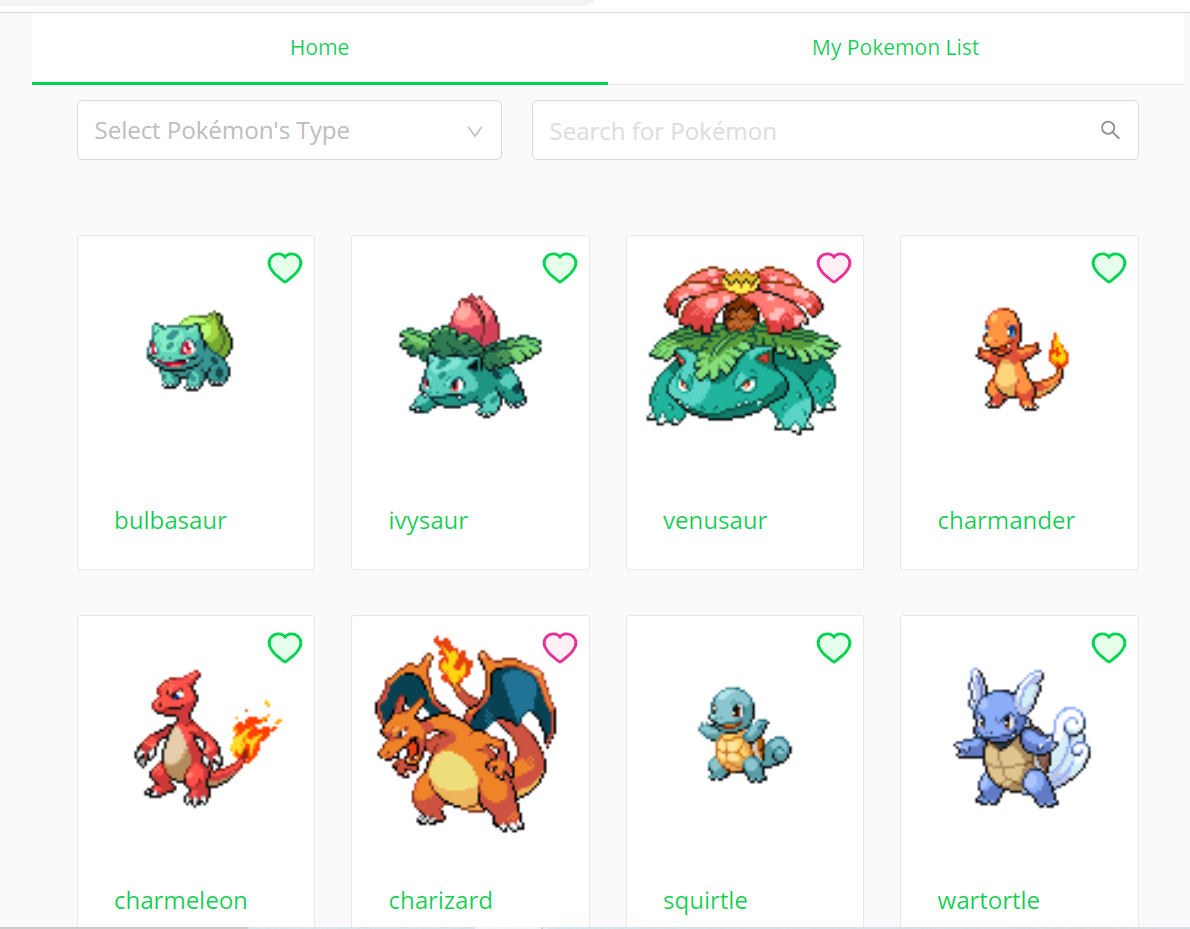 Home
My Pokemon List
Select Pokémon's Type
Search for Pokémon
bulbasaur
ivysaur
venusaur
charmander
charmeleon
charizard
squirtle
wartortle